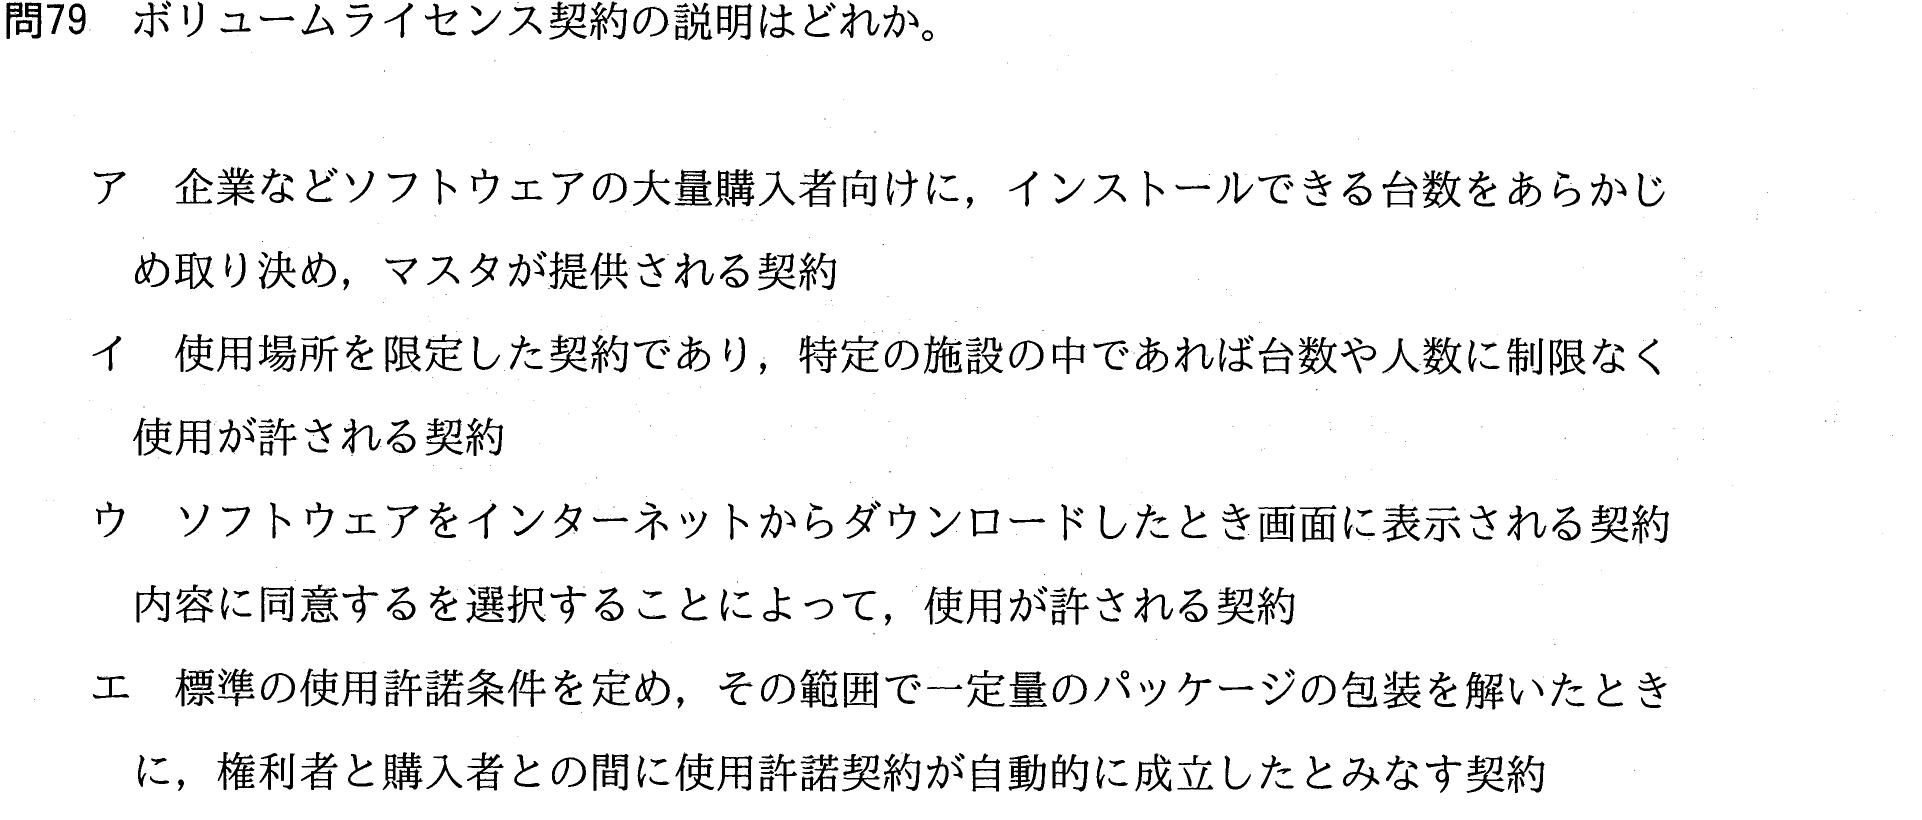 問79　ボリュームライセンス契約の説明はどれか。
ア　企業などソフトウェアの大量購入者向けに，インストールできる台数をあらかじ
め取り決め，マスタが提供される契約
イ　使用場所を限定した契約であり，特定の施設の中であれば台数や人数に制限なく
使用が許される契約
ウ　ソフトウェアをインターネットからダウンロードしたとき画面に表示される契約
内容に同意するを選択することによって，使用が許される契約
エ　標準の使用許諾条件を定め，その範囲で一定量のパッケージの包装を解いたとき
に，権利者と購入者との間に使用許諾契約が自動的に成立したとみなす契約